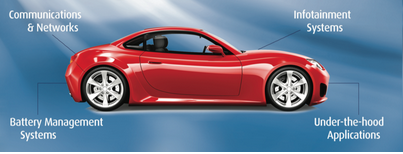 Communications
& Networks
Infotainment
Systems
Battery Management
Systems
Under-the-hood
Applications